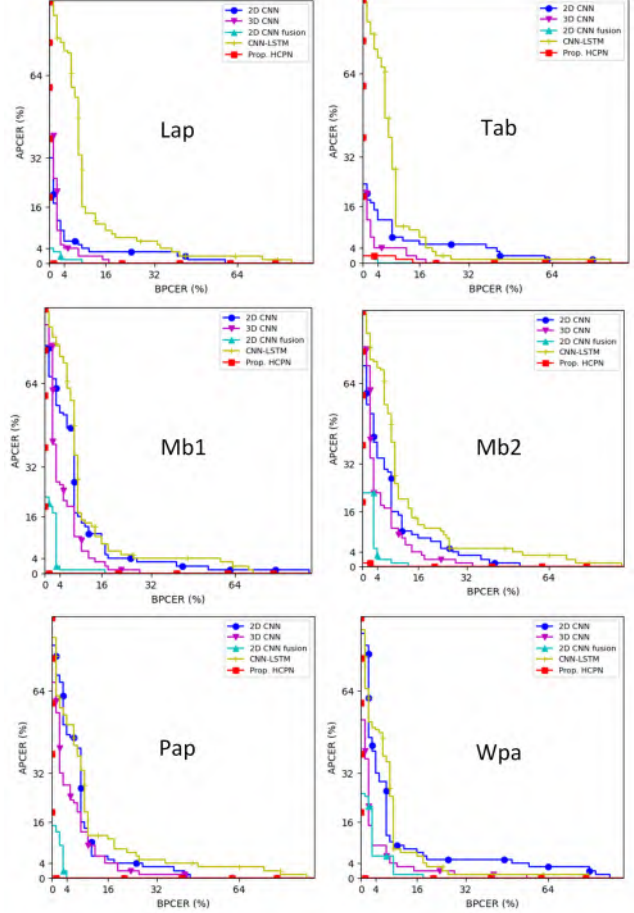 2D CNN
3D CNN
2D CNN fusion
CNN-LSTM
Prop. HCPN
64
32
16
4
0
APCER (%)
Lap
0 4 16 32 64
BPCER (%)
2D CNN
3D CNN
2D CNN fusion
CNN-LSTM
Prop. HCPN
64
32
16
4
0
APCER (%)
Tab
0 4 16 32 64
BPCER (%)
2D CNN
3D CNN
2D CNN fusion
CNN-LSTM
Prop. HCPN
64
32
16
4
0
APCER (%)
Mb1
0 4 16 32 64
BPCER (%)
2D CNN
3D CNN
2D CNN fusion
CNN-LSTM
Prop. HCPN
64
32
16
4
0
APCER (%)
Mb2
0 4 16 32 64
BPCER (%)
2D CNN
3D CNN
2D CNN fusion
CNN-LSTM
Prop. HCPN
64
32
16
4
0
APCER (%)
Pap
0 4 16 32 64
BPCER (%)
2D CNN
3D CNN
2D CNN fusion
CNN-LSTM
Prop. HCPN
64
32
16
4
0
APCER (%)
Wpa
0 4 16 32 64
BPCER (%)